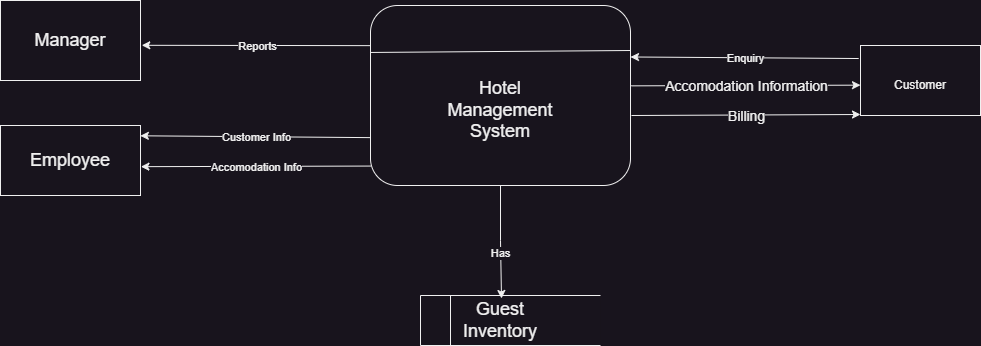 Manager
Reports
Enquiry
Hotel
Management
System
Accomodation Information
Customer
Billing
Customer Info
Employee
Accomodation Info
Has
Guest
Inventory